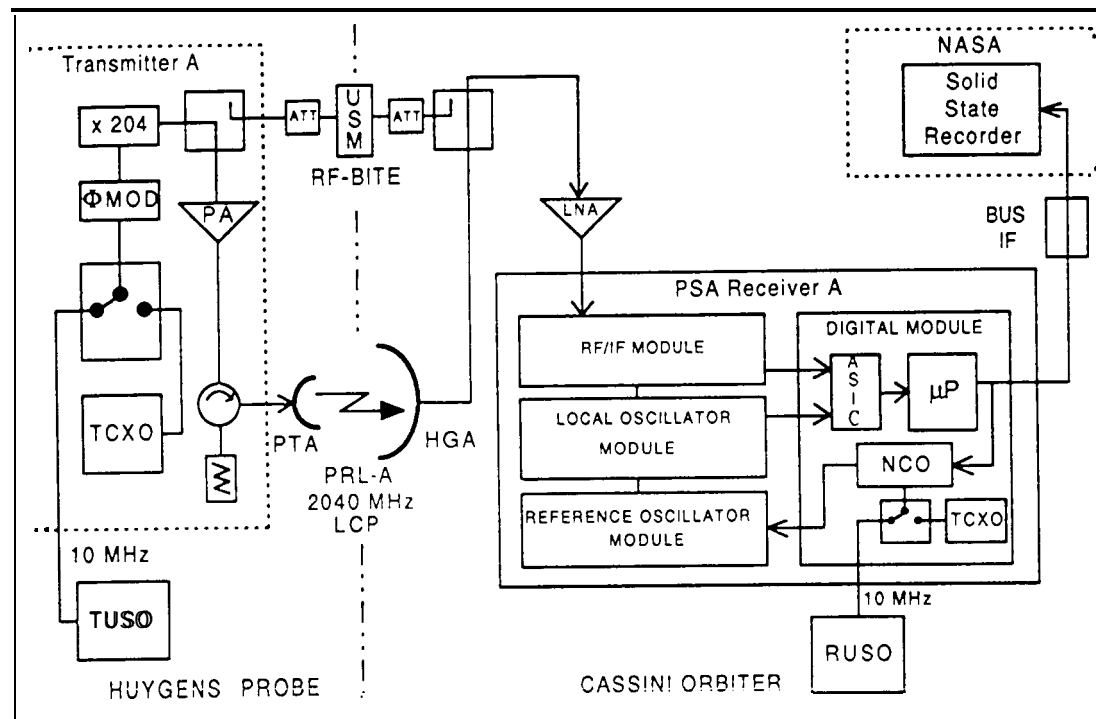 Transmitter A
x 204
ΦMOD
PA
TCXO
10 MHz
TUSO
HUYGENS PROBE
ATT
USM
ATT
RF-BITE
PTA
HGA
PRL-A
2040 MHz
LCP
LNA
NASA
Solid
State
Recorder
BUS
IF
PSA Receiver A
RF/IF MODULE
LOCAL OSCILLATOR
MODULE
REFERENCE OSCILLATOR
MODULE
DIGITAL MODULE
ASIC
μP
NCO
TCXO
10 MHz
RUSO
CASSINI ORBITER